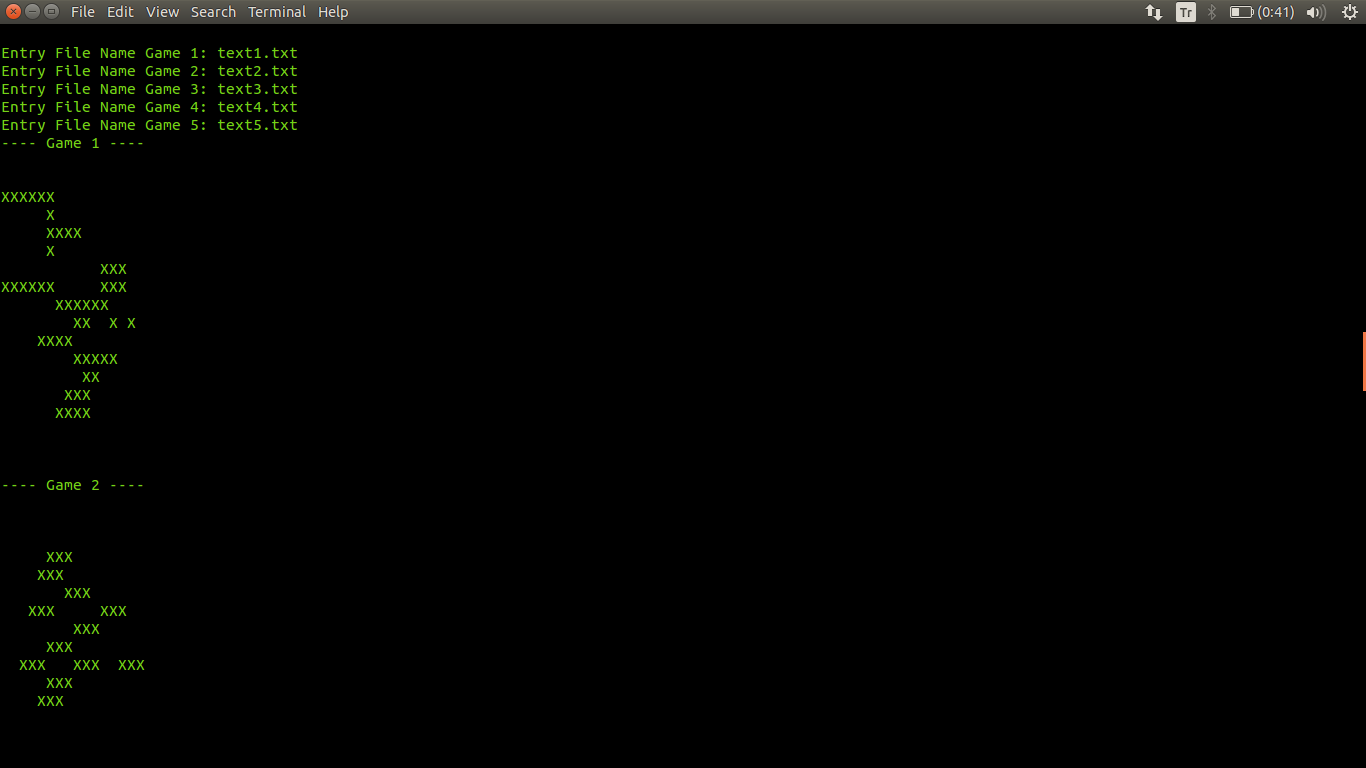 File Edit View Search Terminal Help Tr (0:41)
Entry File Name Game 1: text1.txt
Entry File Name Game 2: text2.txt
Entry File Name Game 3: text3.txt
Entry File Name Game 4: text4.txt
Entry File Name Game 5: text5.txt
---- Game 1 ----
XXXXXX
     X
     XXXX
     X
           XXX
XXXXXX     XXX
      XXXXXX
        XX  X X
    XXXX
        XXXXX
         XX
       XXX
      XXXX
---- Game 2 ----
     XXX
    XXX
       XXX
   XXX     XXX
        XXX
     XXX
  XXX   XXX  XXX
     XXX
    XXX